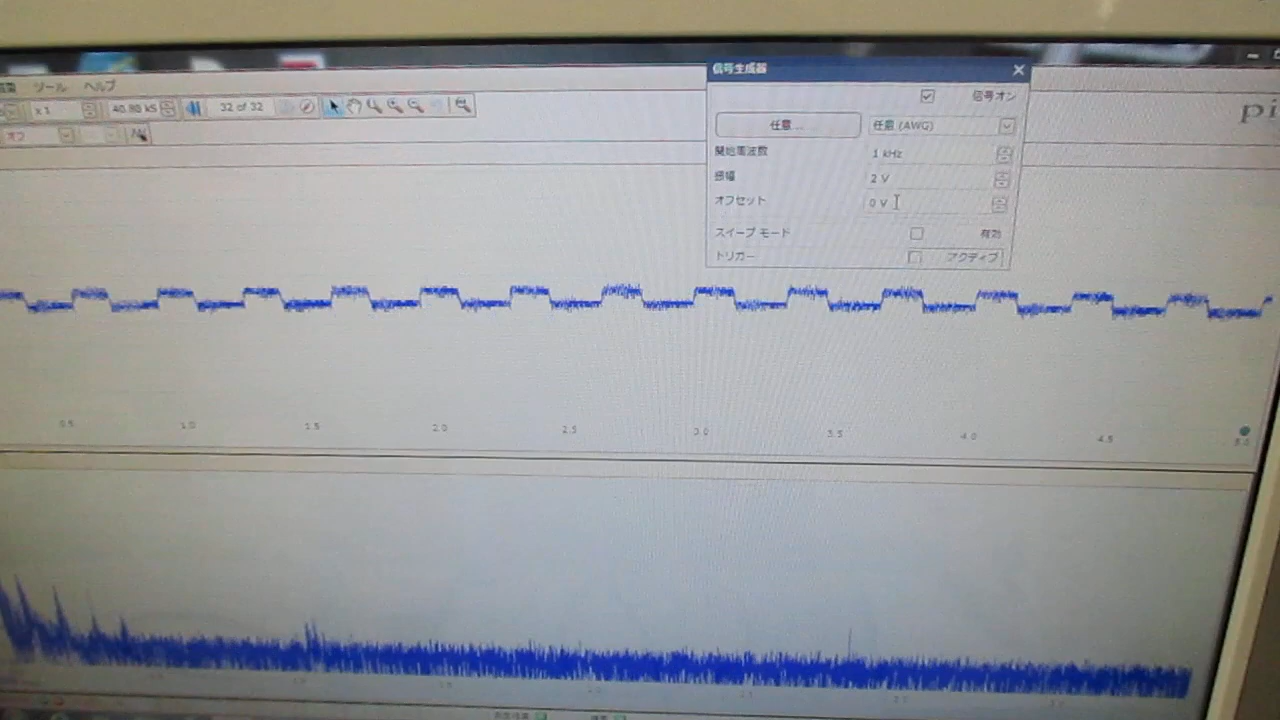 ツール ヘルプ
x 1
40.80 kS
32 of 32
オフ
信号生成器
信号オン
pi
任意 ...
任意 (AWG)
開始周波数
1 kHz
振幅
2 V
オフセット
0 V
スイープ モード
有効
トリガー
アクティブ
0.5 1.0 1.5 2.0 2.5 3.0 3.5 4.0 4.5 5.0